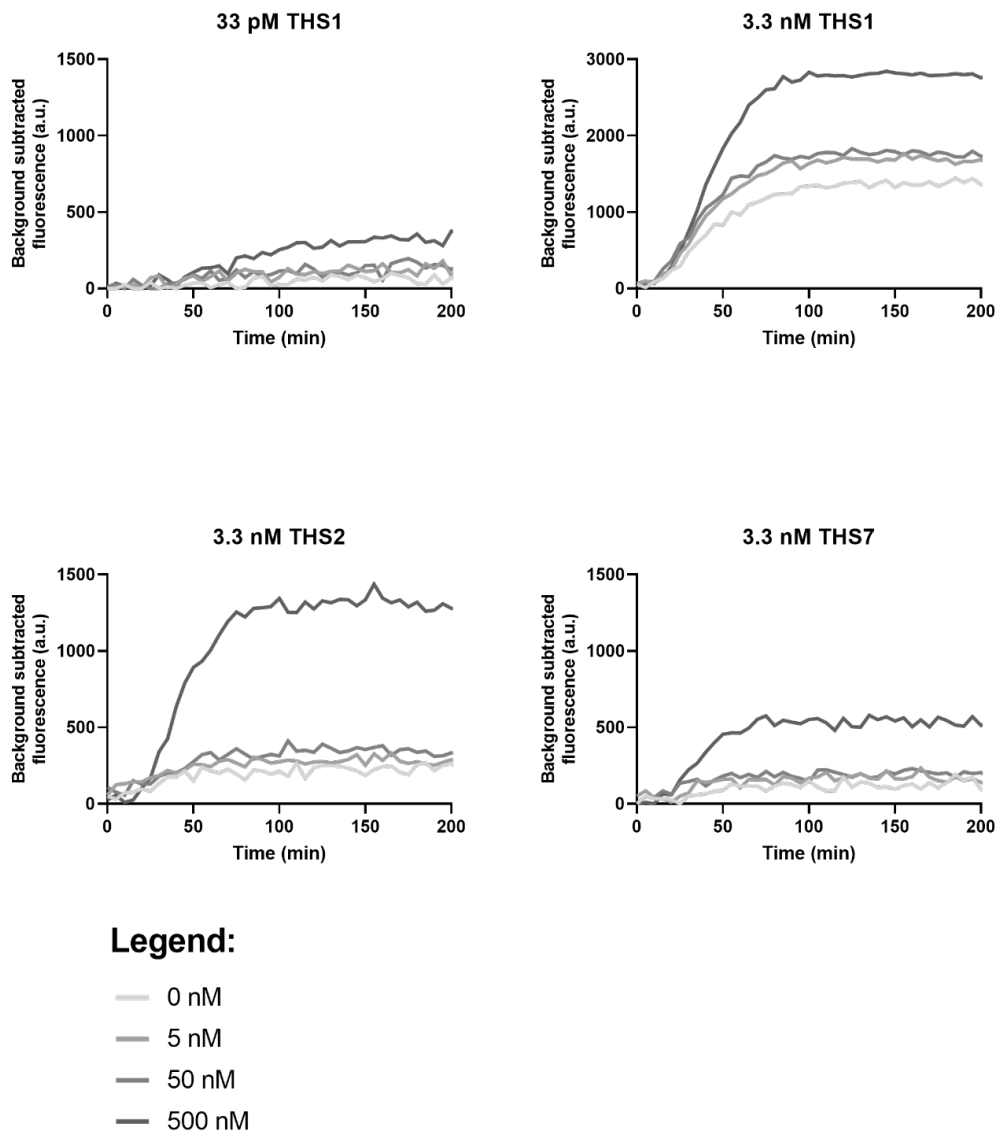 33 pM THS1
Background subtracted
fluorescence (a.u.)
1500
1000
500
0
0 50 100 150 200
Time (min)
3.3 nM THS1
Background subtracted
fluorescence (a.u.)
3000
2000
1000
0
0 50 100 150 200
Time (min)
3.3 nM THS2
Background subtracted
fluorescence (a.u.)
1500
1000
500
0
0 50 100 150 200
Time (min)
3.3 nM THS7
Background subtracted
fluorescence (a.u.)
1500
1000
500
0
0 50 100 150 200
Time (min)
Legend:
0 nM
5 nM
50 nM
500 nM